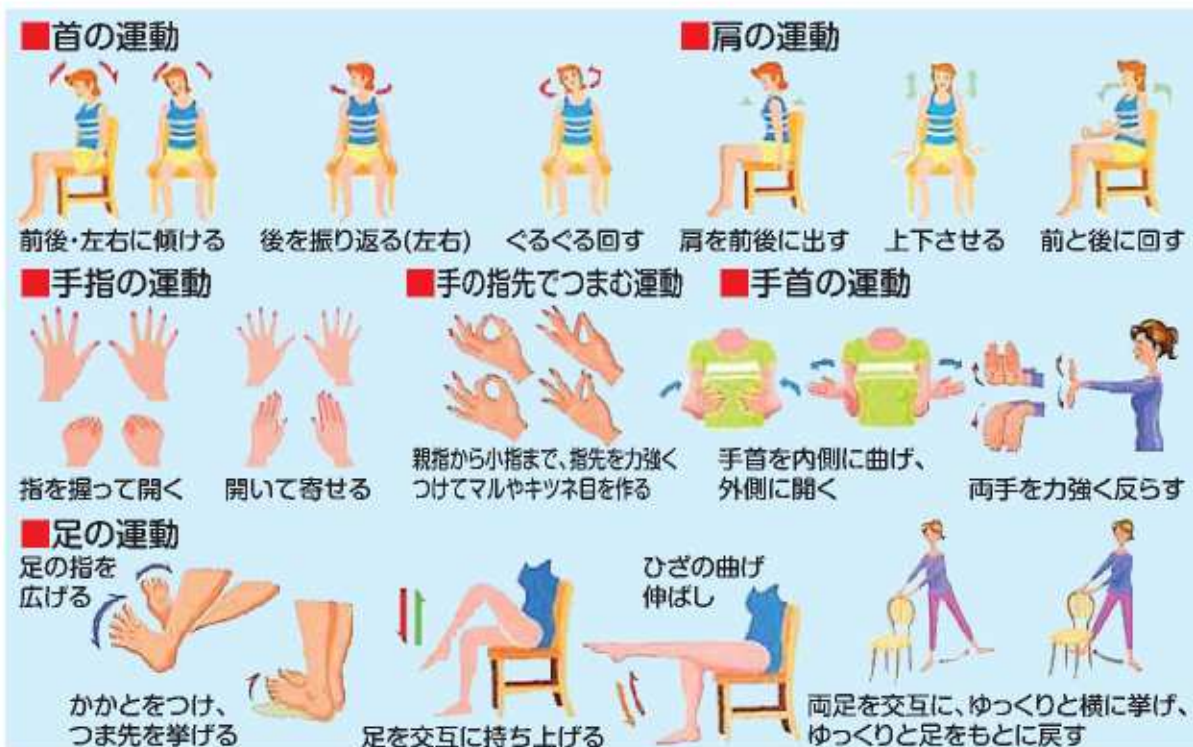 ■首の運動
前後・左右に傾ける
後を振り返る(左右)
ぐるぐる回す
■肩の運動
肩を前後に出す
上下させる
前と後に回す
■手指の運動
指を握って開く
開いて寄せる
■手の指先でつまむ運動
親指から小指まで、指先を力強く
つけてマルやキツネ目を作る
■手首の運動
手首を内側に曲げ、
外側に開く
両手を力強く反らす
■足の運動
足の指を
広げる
かかとをつけ、
つま先を挙げる
足を交互に持ち上げる
ひざの曲げ
伸ばし
両足を交互に、ゆっくりと横に挙げ、
ゆっくりと足をもとに戻す